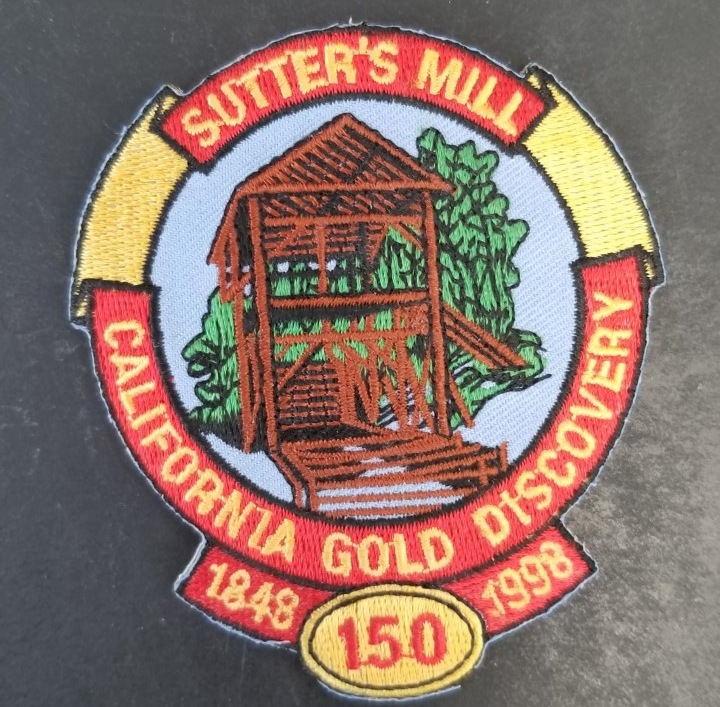 SUTTER'S MILL
CALIFORNIA GOLD DISCOVERY
1848 1998
150